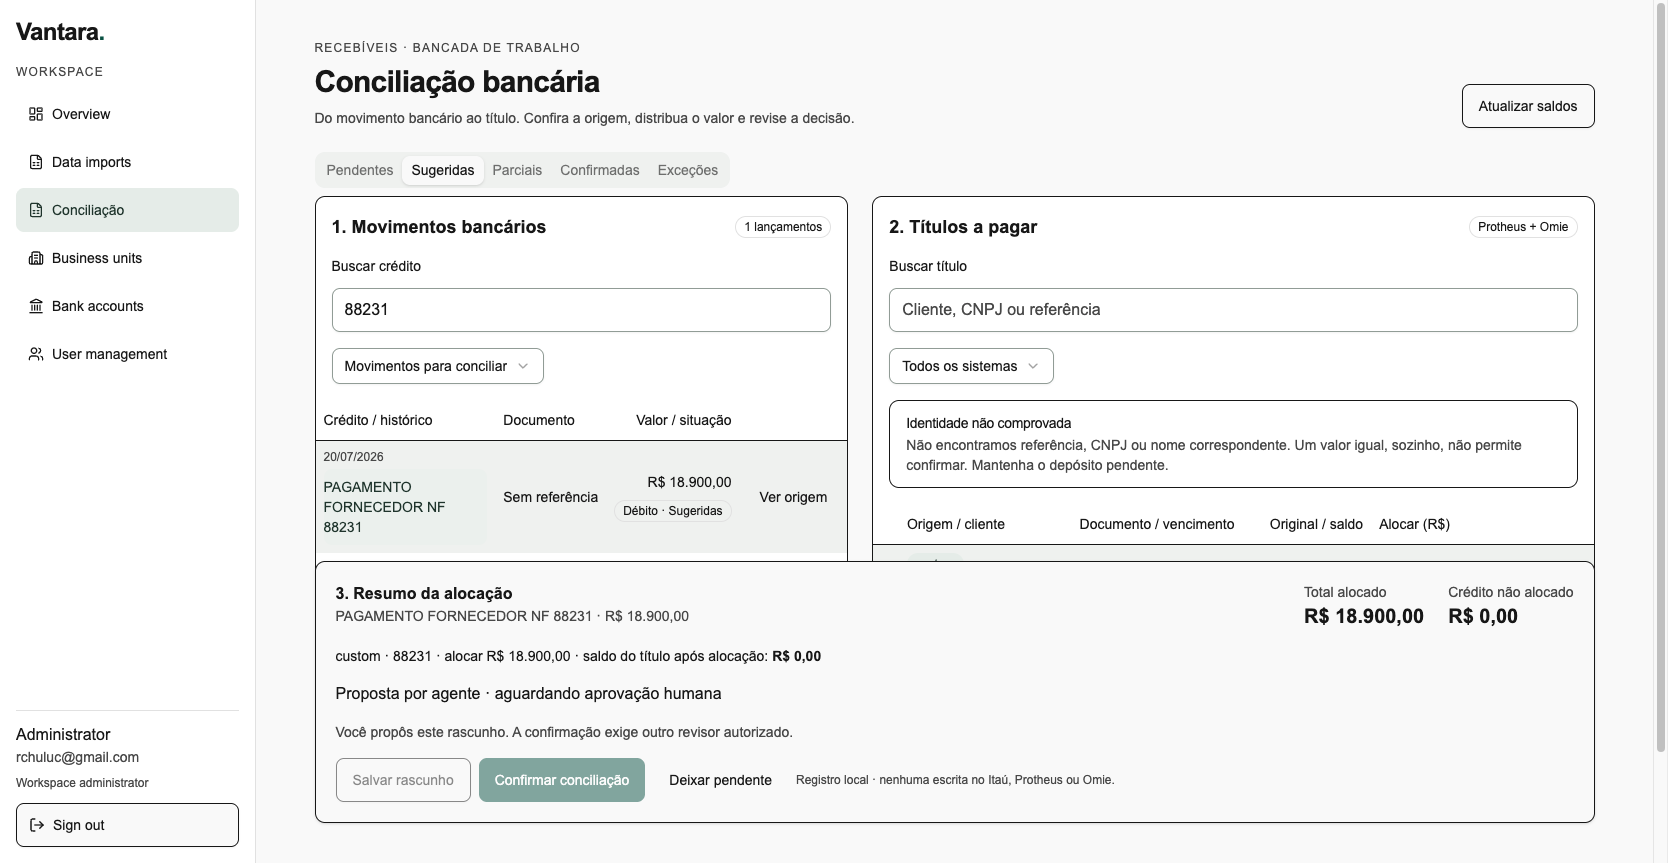 Vantara.
WORKSPACE
Overview
Data imports
Conciliação
Business units
Bank accounts
User management
Administrator
rchuluc@gmail.com
Workspace administrator
Sign out
RECEBÍVEIS · BANCADA DE TRABALHO
Conciliação bancária
Do movimento bancário ao título. Confira a origem, distribua o valor e revise a decisão.
Atualizar saldos
Pendentes Sugeridas Parciais Confirmadas Exceções
1. Movimentos bancários
1 lançamentos
Buscar crédito
88231
Movimentos para conciliar
Crédito / histórico Documento Valor / situação
20/07/2026
PAGAMENTO
FORNECEDOR NF
88231
Sem referência
R$ 18.900,00
Débito · Sugeridas
Ver origem
2. Títulos a pagar
Protheus + Omie
Buscar título
Cliente, CNPJ ou referência
Todos os sistemas
Identidade não comprovada
Não encontramos referência, CNPJ ou nome correspondente. Um valor igual, sozinho, não permite
confirmar. Mantenha o depósito pendente.
Origem / cliente Documento / vencimento Original / saldo Alocar (R$)
3. Resumo da alocação
PAGAMENTO FORNECEDOR NF 88231 · R$ 18.900,00
Total alocado
R$ 18.900,00
Crédito não alocado
R$ 0,00
custom · 88231 · alocar R$ 18.900,00 · saldo do título após alocação: R$ 0,00
Proposta por agente · aguardando aprovação humana
Você propôs este rascunho. A confirmação exige outro revisor autorizado.
Salvar rascunho
Confirmar conciliação
Deixar pendente
Registro local · nenhuma escrita no Itaú, Protheus ou Omie.